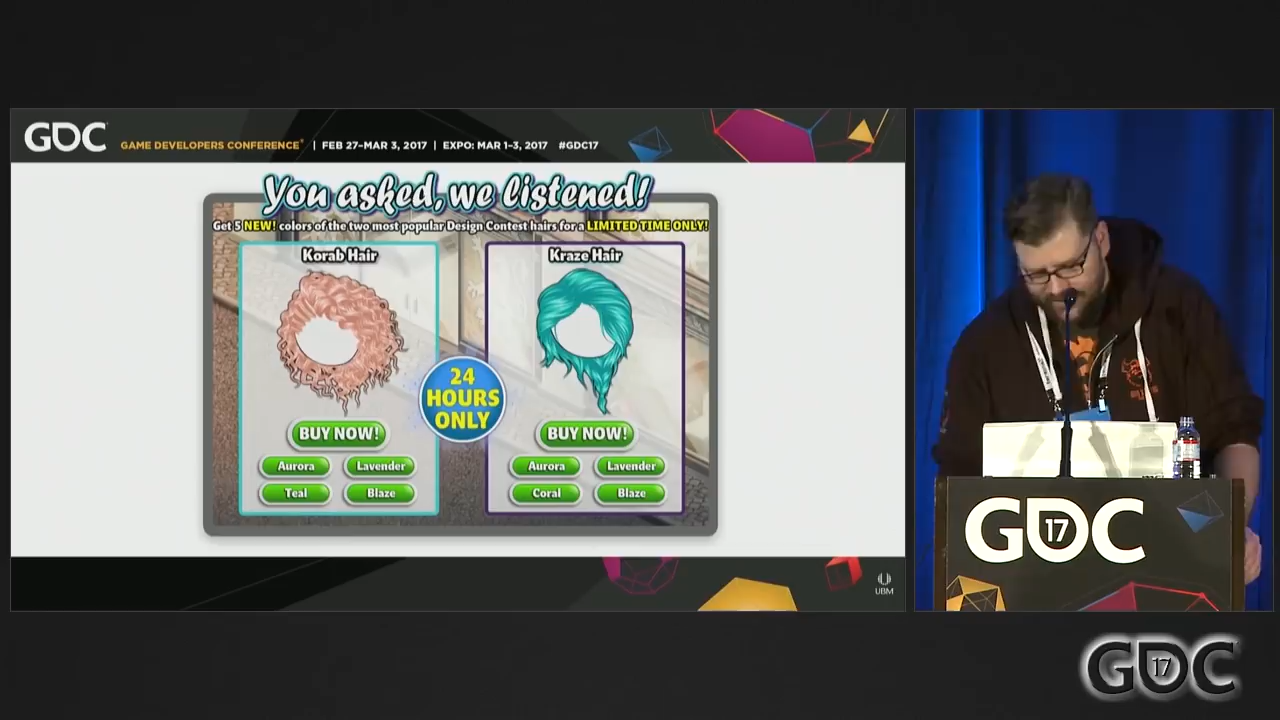 GDC
GAME DEVELOPERS CONFERENCE® | FEB 27–MAR 3, 2017 | EXPO: MAR 1–3, 2017 #GDC17
You asked, we listened!
Get 5 NEW! colors of the two most popular Design Contest hairs for a LIMITED TIME ONLY!
Korab Hair
Kraze Hair
24
HOURS
ONLY
BUY NOW!
BUY NOW!
Aurora
Lavender
Aurora
Lavender
Teal
Blaze
Coral
Blaze
UBM
GDC
17
GDC
17